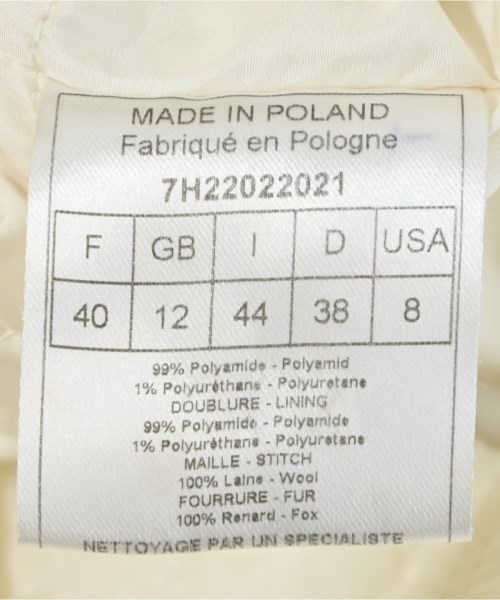 MADE IN POLAND
Fabriqué en Pologne
7H22022021
F GB I D USA
40 12 44 38 8
99% Polyamide - Polyamid
1% Polyuréthane - Polyuretane
DOUBLURE - LINING
99% Polyamide - Polyamid
1% Polyuréthane - Polyuretane
MAILLE - STITCH
100% Laine - Wool
FOURRURE - FUR
100% Renard - Fox
NETTOYAGE PAR UN SPECIALISTE